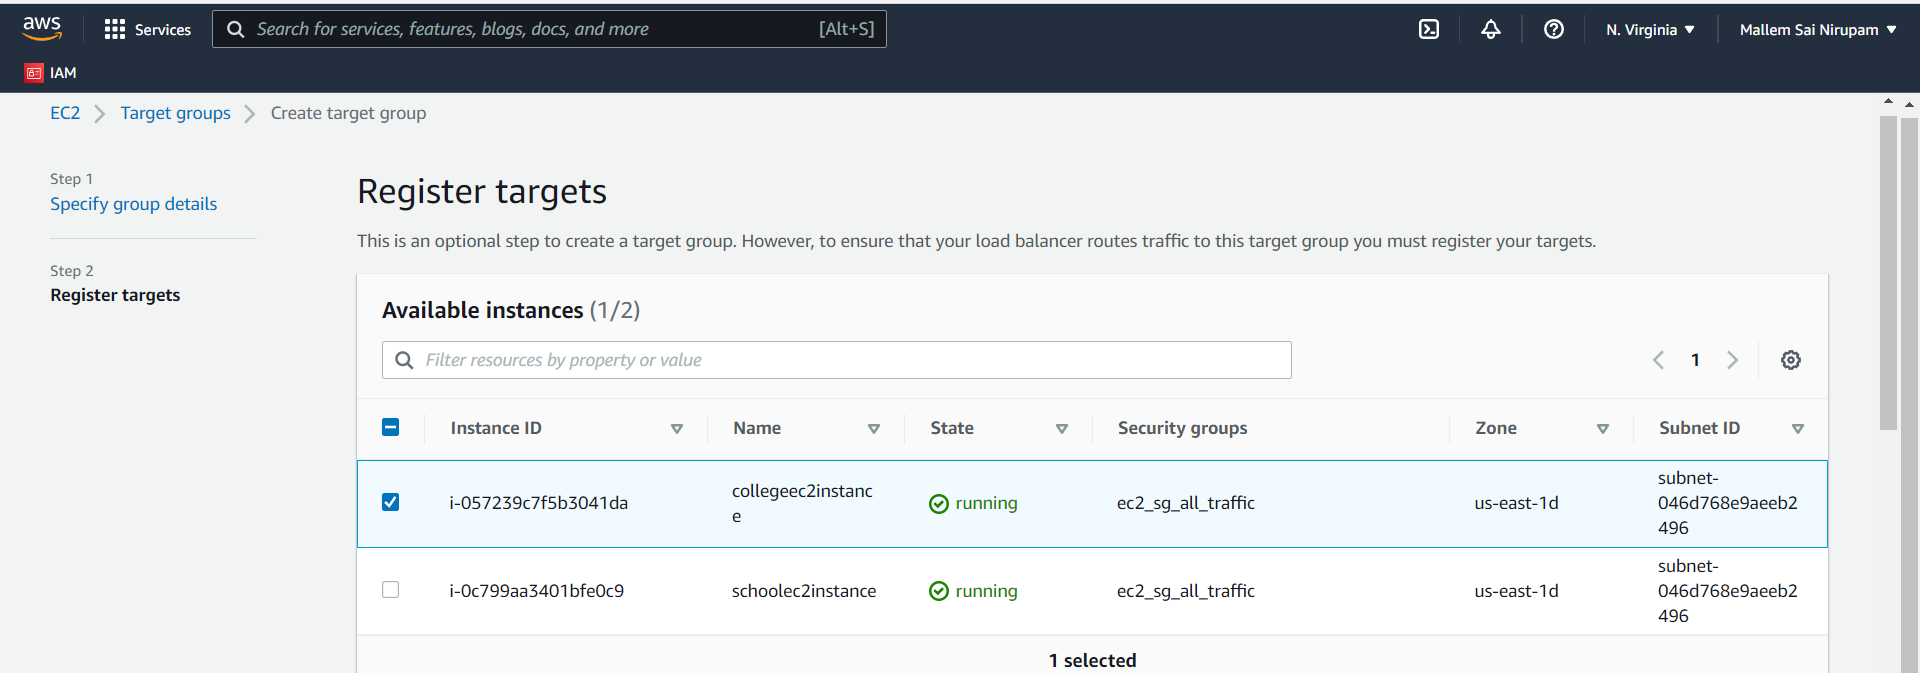 aws
Services
Search for services, features, blogs, docs, and more [Alt+S]
N. Virginia
Mallem Sai Nirupam
IAM
EC2 Target groups Create target group
Step 1
Specify group details
Step 2
Register targets
Register targets
This is an optional step to create a target group. However, to ensure that your load balancer routes traffic to this target group you must register your targets.
Available instances (1/2)
Filter resources by property or value
1
Instance ID Name State Security groups Zone Subnet ID
i-057239c7f5b3041da
collegeec2instanc
e
running
ec2_sg_all_traffic
us-east-1d
subnet-
046d768e9aeeb2
496
i-0c799aa3401bfe0c9
schoolec2instance
running
ec2_sg_all_traffic
us-east-1d
subnet-
046d768e9aeeb2
496
1 selected